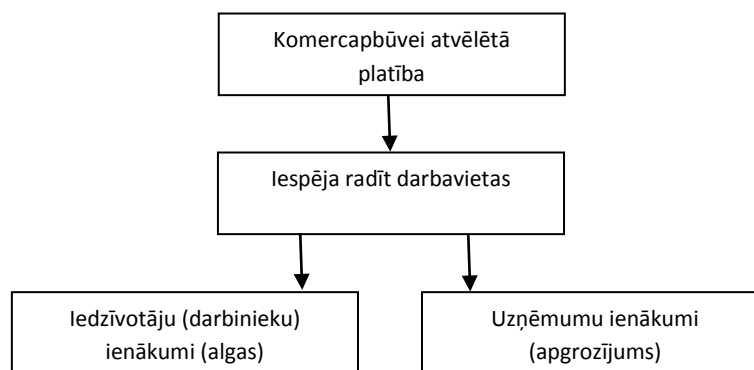 Komercapbūvei atvēlētā
platība
Iespēja radīt darbavietas
Iedzīvotāju (darbinieku)
ienākumi (algas)
Uzņēmumu ienākumi
(apgrozījums)